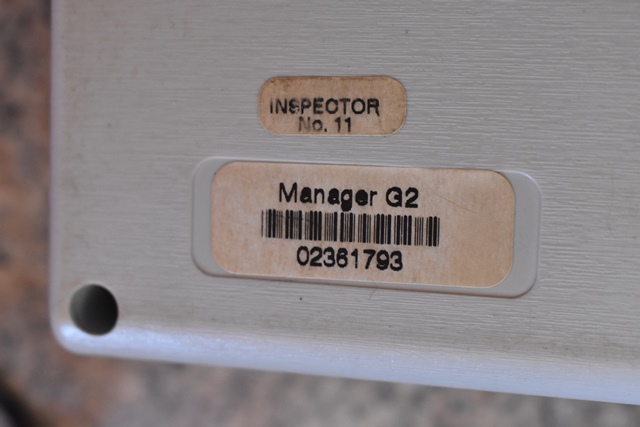 INSPECTOR
No. 11
Manager G2
02361793